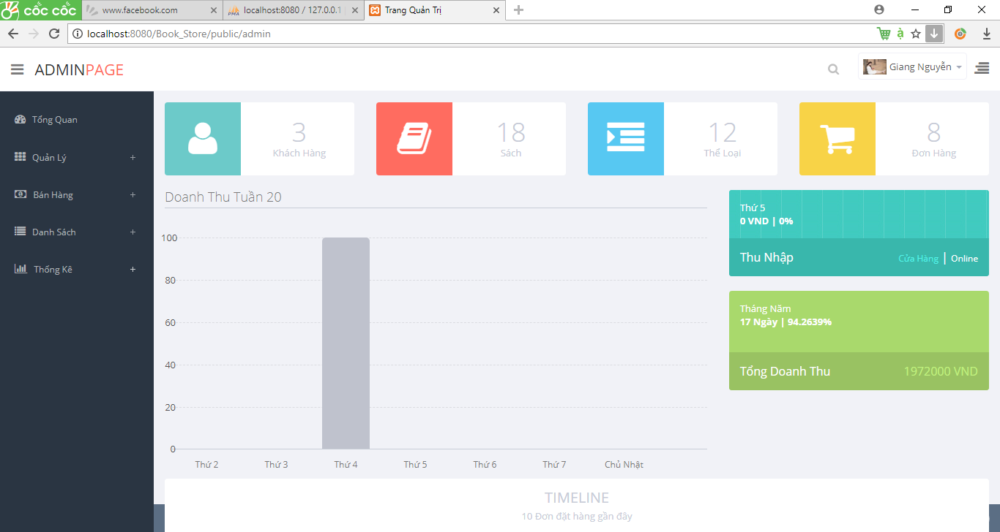 cốc cốc
www.facebook.com
localhost:8080 / 127.0.0.1
Trang Quản Trị
localhost:8080/Book_Store/public/admin
ADMINPAGE
Giang Nguyễn
Tổng Quan
Quản Lý
Bán Hàng
Danh Sách
Thống Kê
3
Khách Hàng
18
Sách
12
Thể Loại
8
Đơn Hàng
Doanh Thu Tuần 20
100
80
60
40
20
0
Thứ 2 Thứ 3 Thứ 4 Thứ 5 Thứ 6 Thứ 7 Chủ Nhật
Thứ 5
0 VND | 0%
Thu Nhập
Cửa Hàng | Online
Tháng Năm
17 Ngày | 94.2639%
Tổng Doanh Thu
1972000 VND
TIMELINE
10 Đơn đặt hàng gần đây